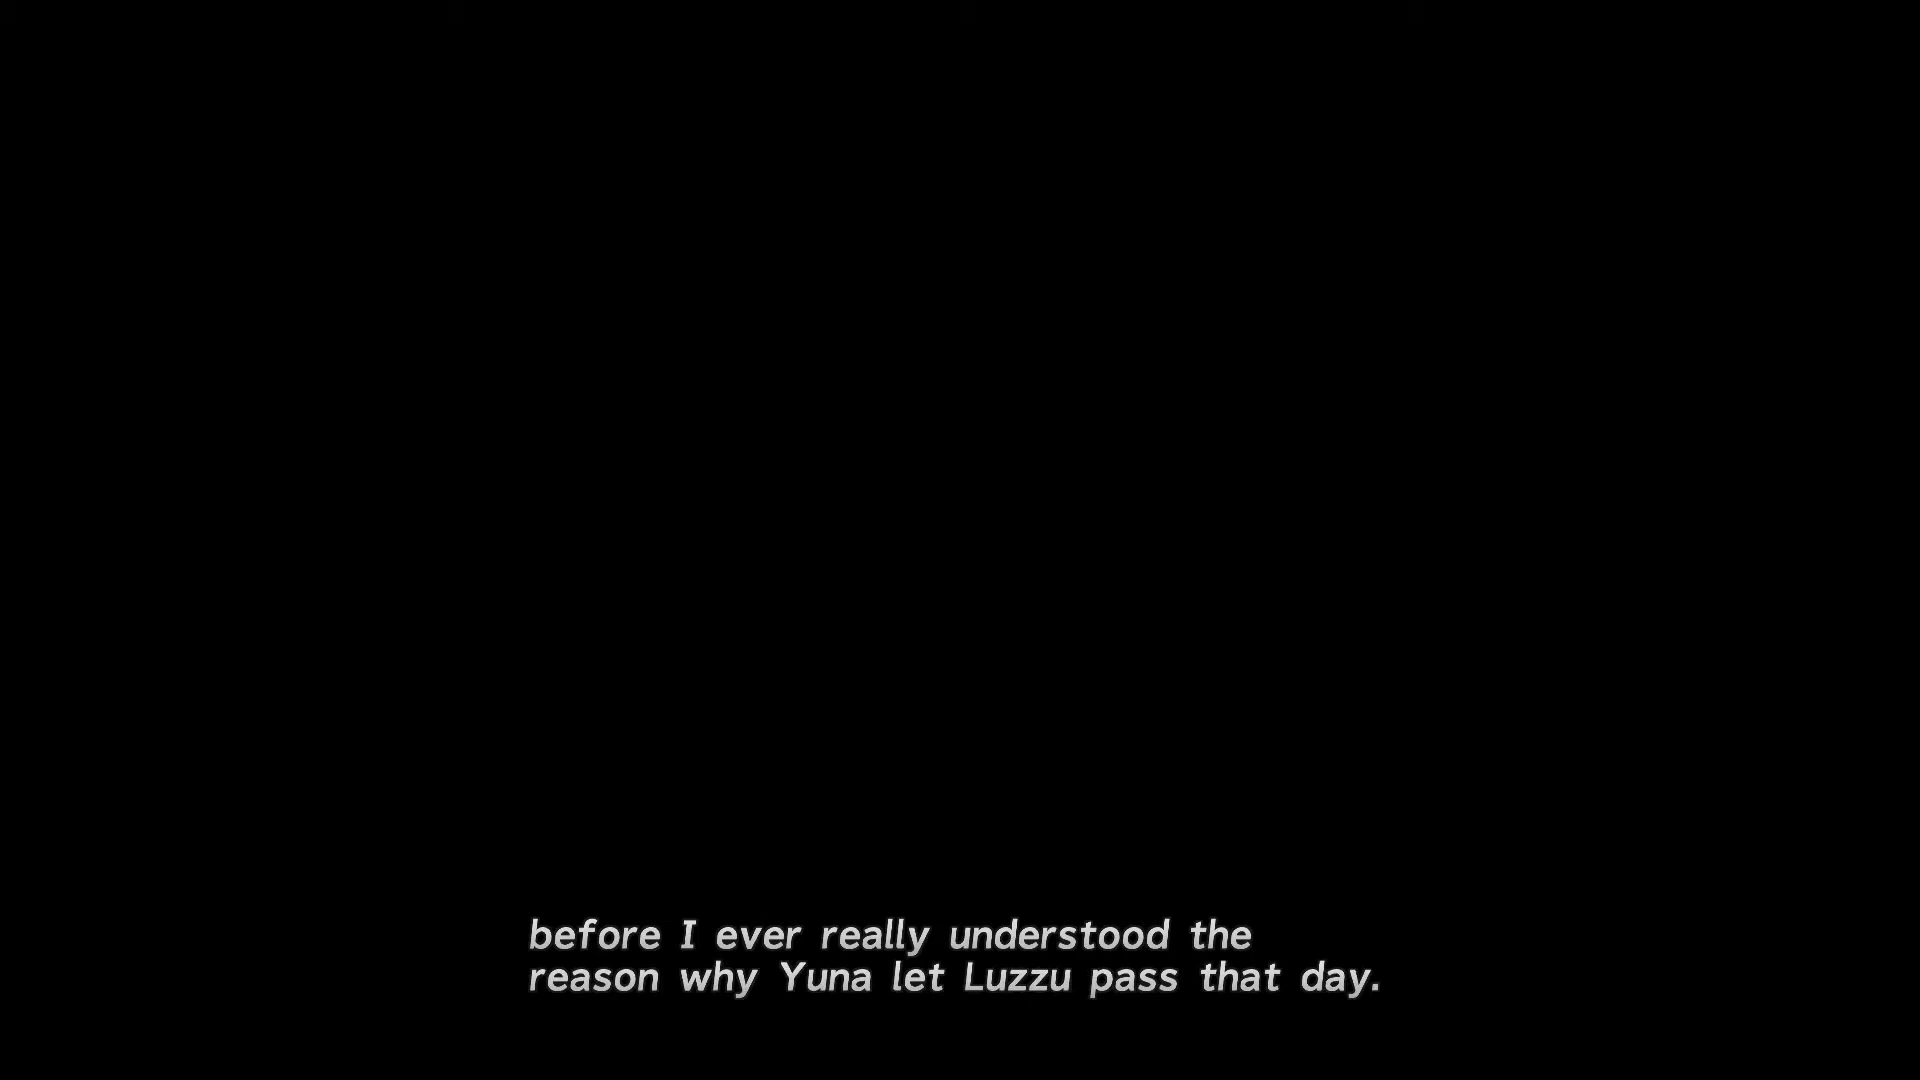 before I ever really understood the
reason why Yuna let Luzzu pass that day.